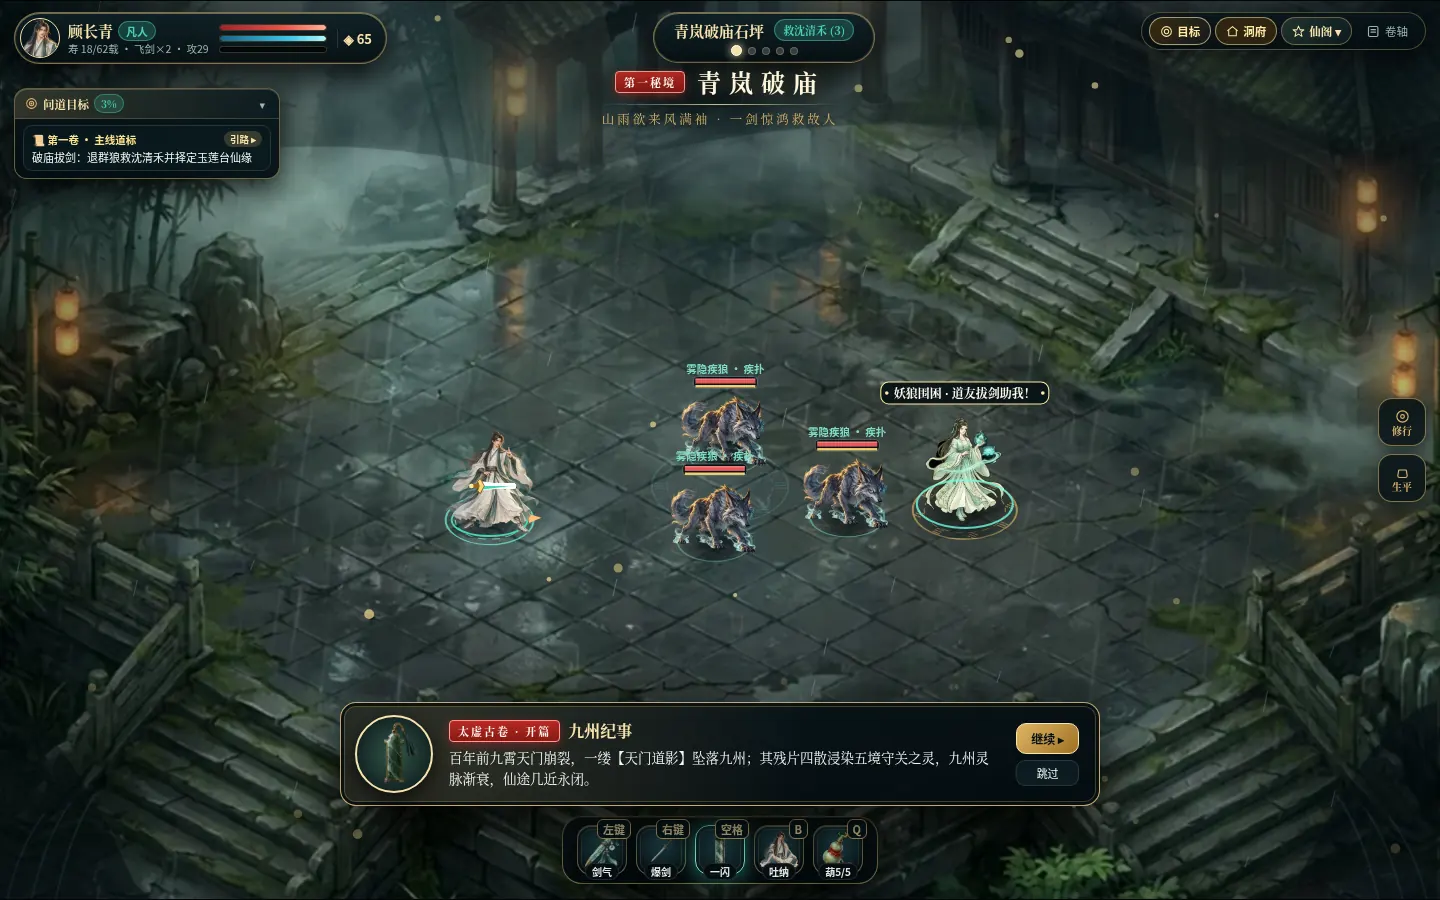 顾长青 凡人
寿 18/62载 · 飞剑×2 · 攻29
65
青岚破庙石坪 救沈清禾 (3)
目标 洞府 仙阁 ▾ 卷轴
第一秘境 青岚破庙
山雨欲来风满袖 · 一剑惊鸿救故人
问道目标 3% ▾
第一卷 · 主线道标 引路 ▸
破庙拔剑：退群狼救沈清禾并择定玉莲台仙缘
雾隐疾狼 · 疾扑
雾隐疾狼 · 疾扑
雾隐疾狼 · 疾扑
妖狼围困 · 道友拔剑助我！
修行
生平
太虚古卷 · 开篇 九州纪事
百年前九霄天门崩裂，一缕【天门道影】坠落九州；其残片四散浸染五境守关之灵，九州灵
脉渐衰，仙途几近永闭。
继续 ▸
跳过
左键 右键 空格 B Q
剑气 爆剑 一闪 吐纳 葫5/5